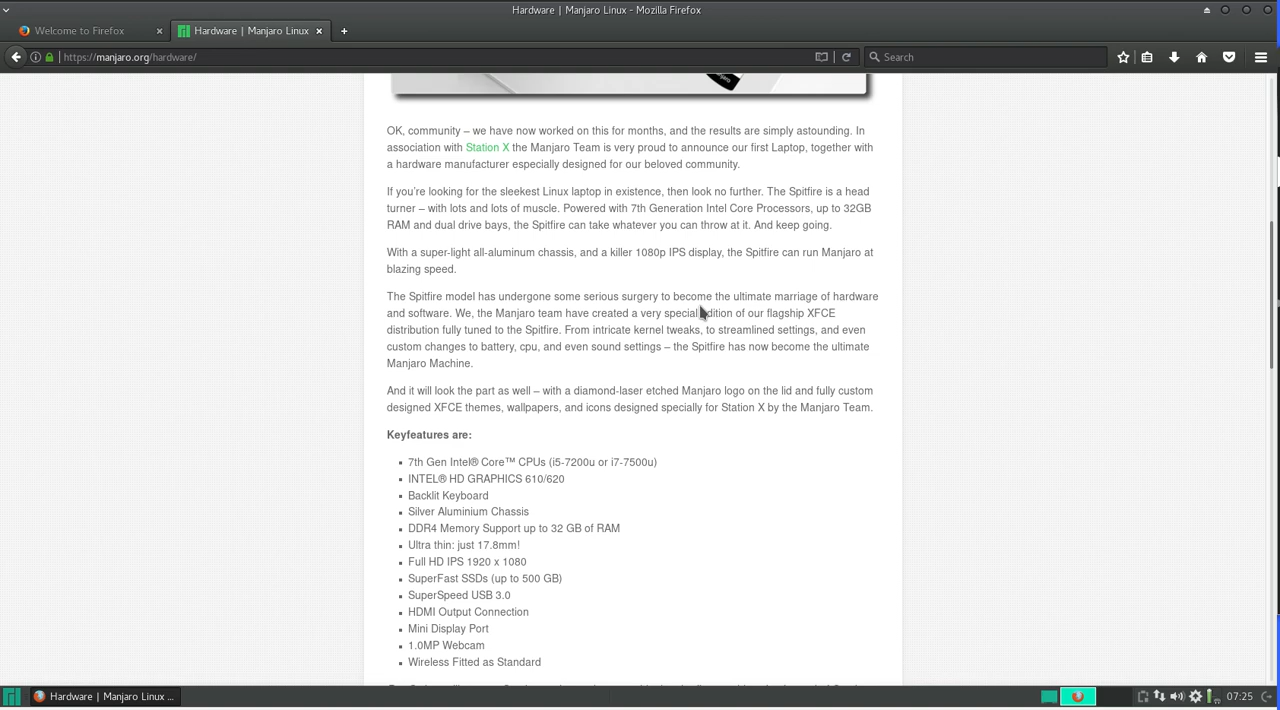 Hardware | Manjaro Linux - Mozilla Firefox
Welcome to Firefox
Hardware | Manjaro Linux
https://manjaro.org/hardware/
Search
OK, community – we have now worked on this for months, and the results are simply astounding. In
association with Station X the Manjaro Team is very proud to announce our first Laptop, together with
a hardware manufacturer especially designed for our beloved community.
If you're looking for the sleekest Linux laptop in existence, then look no further. The Spitfire is a head
turner – with lots and lots of muscle. Powered with 7th Generation Intel Core Processors, up to 32GB
RAM and dual drive bays, the Spitfire can take whatever you can throw at it. And keep going.
With a super-light all-aluminum chassis, and a killer 1080p IPS display, the Spitfire can run Manjaro at
blazing speed.
The Spitfire model has undergone some serious surgery to become the ultimate marriage of hardware
and software. We, the Manjaro team have created a very special edition of our flagship XFCE
distribution fully tuned to the Spitfire. From intricate kernel tweaks, to streamlined settings, and even
custom changes to battery, cpu, and even sound settings – the Spitfire has now become the ultimate
Manjaro Machine.
And it will look the part as well – with a diamond-laser etched Manjaro logo on the lid and fully custom
designed XFCE themes, wallpapers, and icons designed specially for Station X by the Manjaro Team.
Keyfeatures are:
7th Gen Intel® Core™ CPUs (i5-7200u or i7-7500u)
INTEL® HD GRAPHICS 610/620
Backlit Keyboard
Silver Aluminium Chassis
DDR4 Memory Support up to 32 GB of RAM
Ultra thin: just 17.8mm!
Full HD IPS 1920 x 1080
SuperFast SSDs (up to 500 GB)
SuperSpeed USB 3.0
HDMI Output Connection
Mini Display Port
1.0MP Webcam
Wireless Fitted as Standard
Hardware | Manjaro Linux ...
07:25